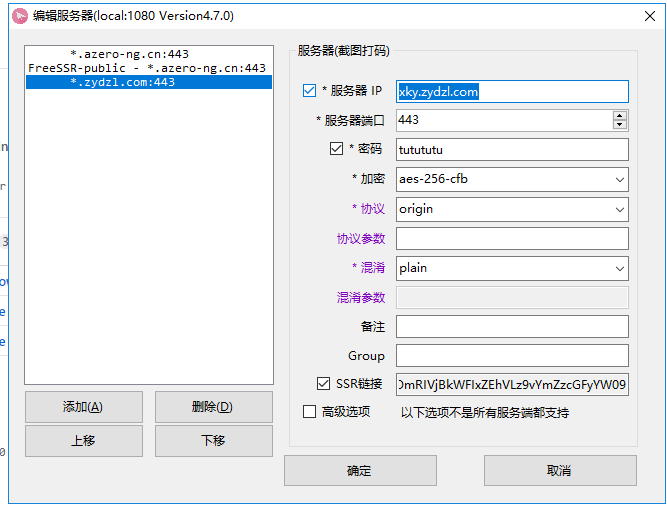 编辑服务器(local:1080 Version4.7.0)
*.azero-ng.cn:443
FreeSSR-public - *.azero-ng.cn:443
*.zydzl.com:443
添加(A)
删除(D)
上移
下移
服务器(截图打码)
* 服务器 IP
xky.zydzl.com
* 服务器端口
443
* 密码
tutututu
* 加密
aes-256-cfb
* 协议
origin
协议参数
* 混淆
plain
混淆参数
备注
Group
SSR链接
高级选项
以下选项不是所有服务端都支持
确定
取消